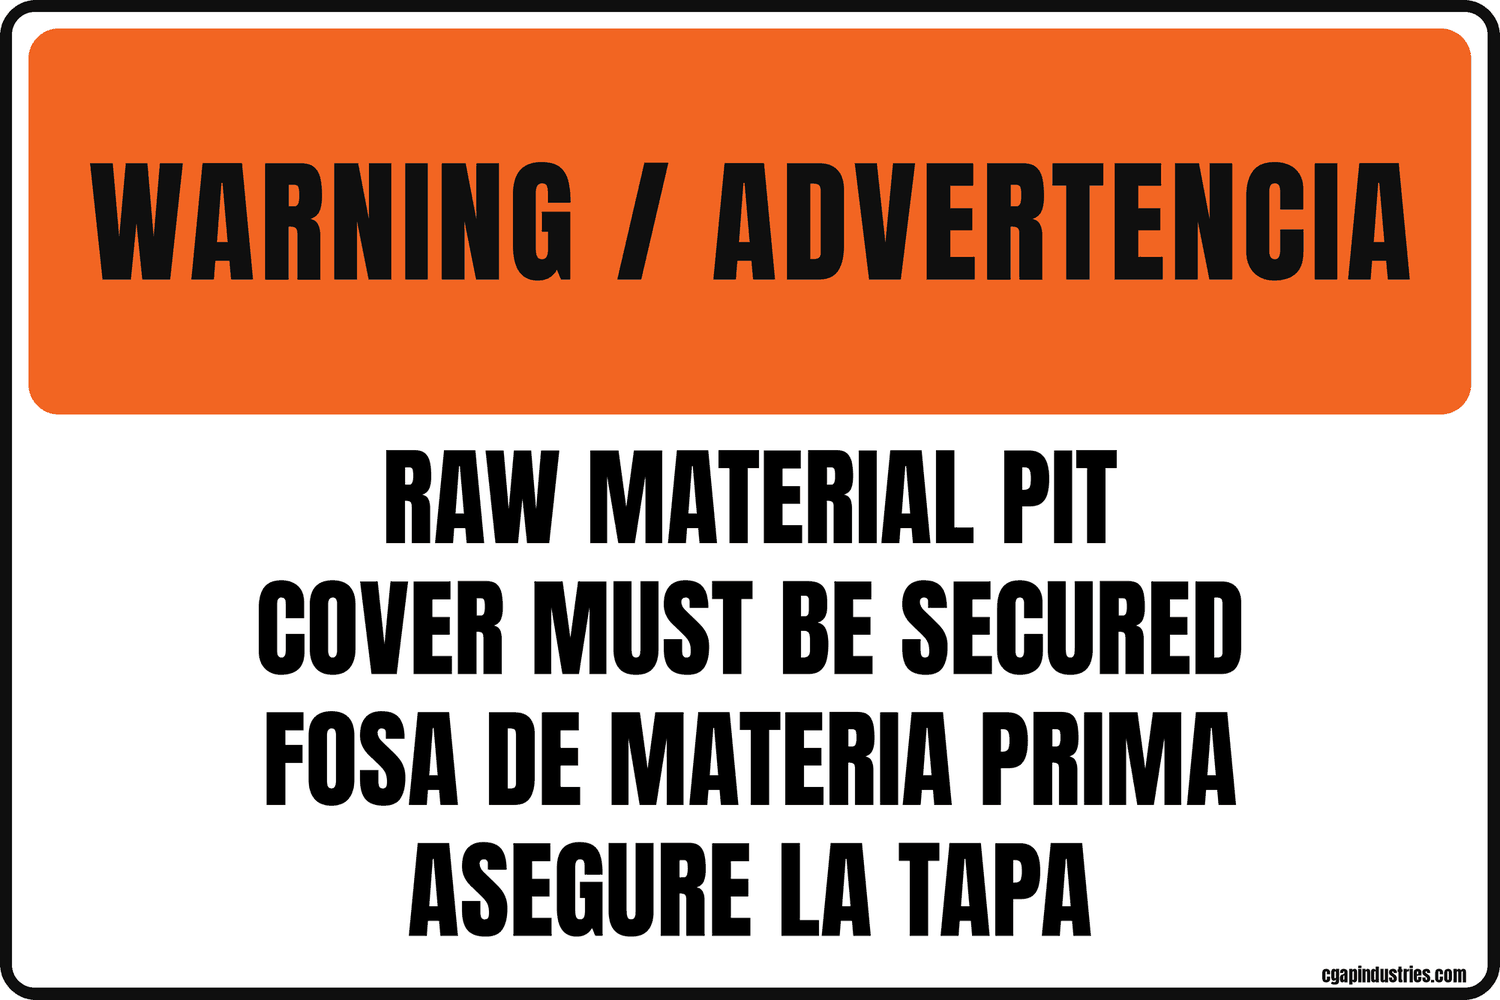 WARNING / ADVERTENCIA
RAW MATERIAL PIT
COVER MUST BE SECURED
FOSA DE MATERIA PRIMA
ASEGURE LA TAPA
cgapindustries.com